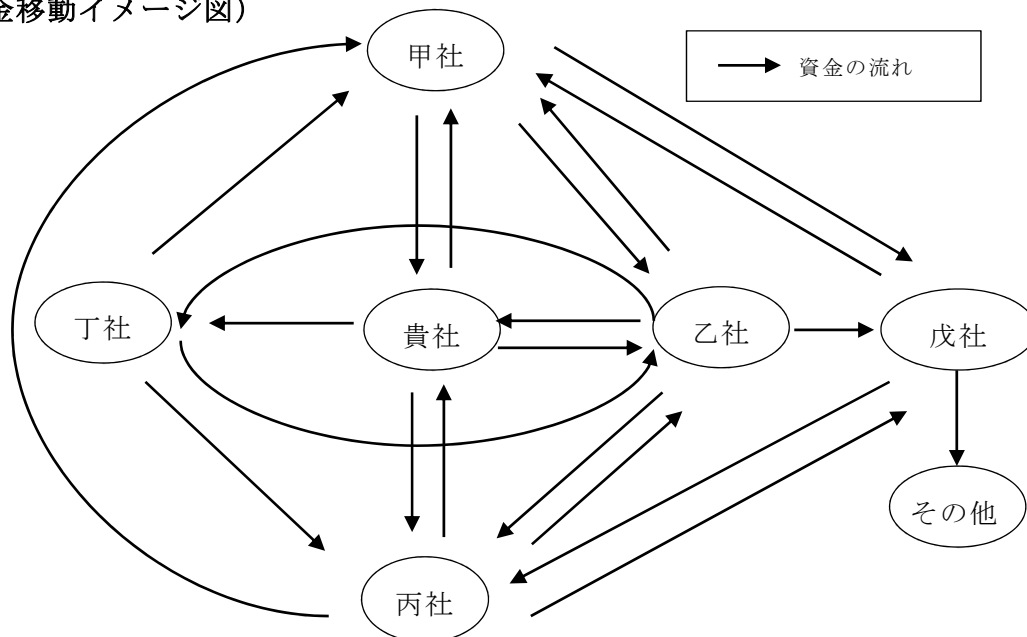 金移動イメージ図）
甲社
資金の流れ
丁社
貴社
乙社
戊社
その他
丙社